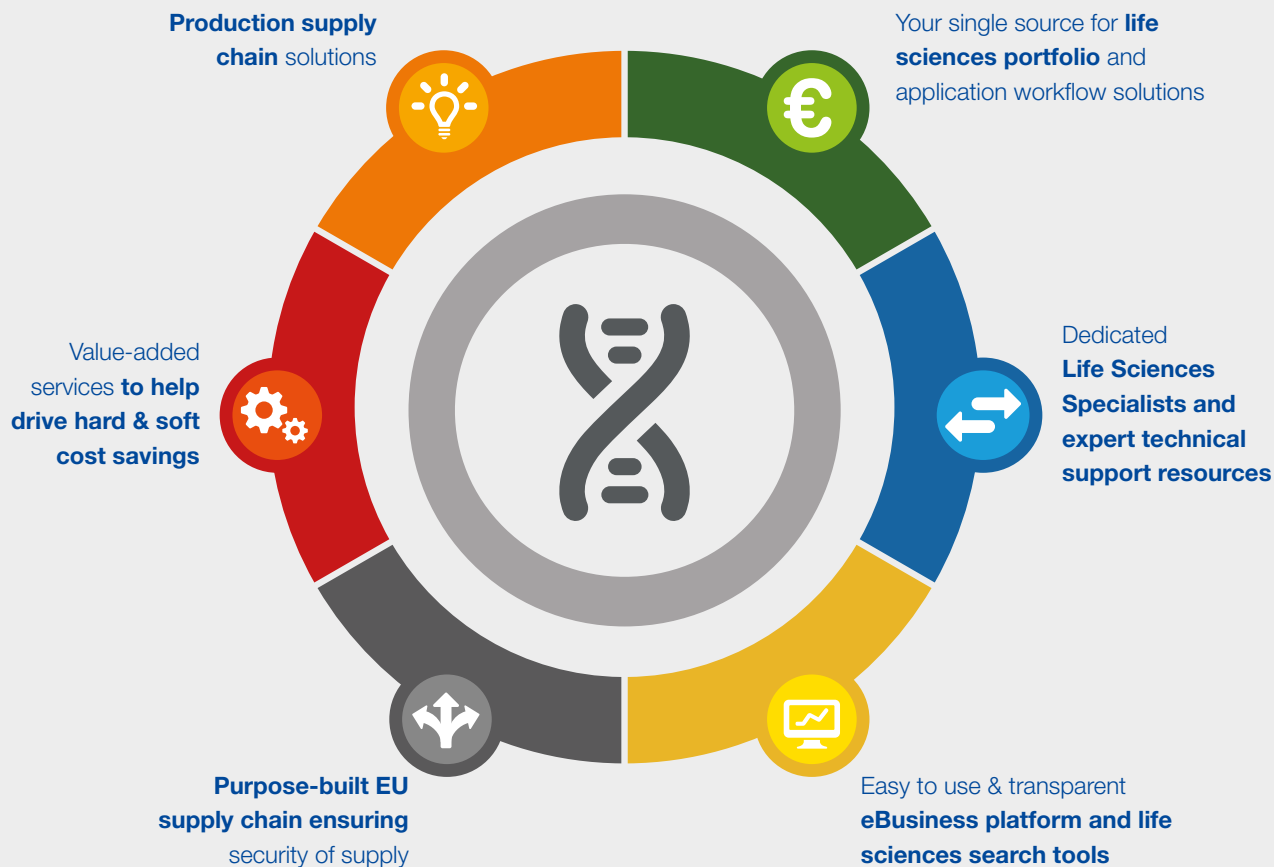 Production supply
chain solutions
Your single source for life
sciences portfolio and
application workflow solutions
€
Value-added
services to help
drive hard & soft
cost savings
Dedicated
Life Sciences
Specialists and
expert technical
support resources
Purpose-built EU
supply chain ensuring
security of supply
Easy to use & transparent
eBusiness platform and life
sciences search tools